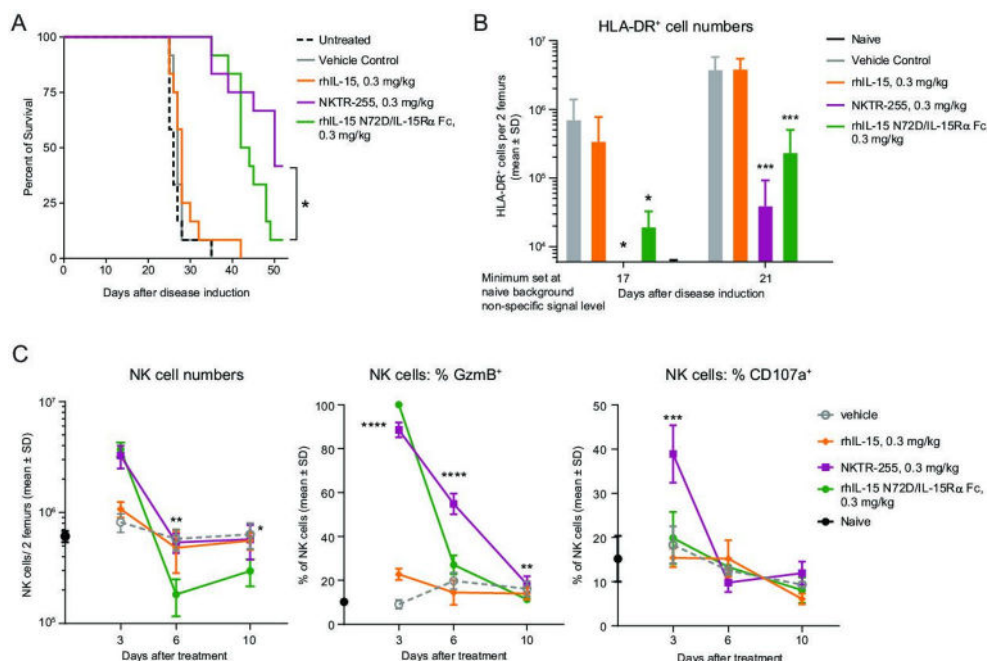 A
100
75
50
25
0
Percent of Survival
0 10 20 30 40 50
Days after disease induction
*
Untreated
Vehicle Control
rhIL-15, 0.3 mg/kg
NKTR-255, 0.3 mg/kg
rhIL-15 N72D/IL-15Rα Fc,
0.3 mg/kg
B
HLA-DR⁺ cell numbers
10⁷
10⁶
10⁵
10⁴
HLA-DR⁺ cells per 2 femurs
(mean ± SD)
*
*
***
***
Minimum set at
naive background
non-specific signal level
17 21
Days after disease induction
Naive
Vehicle Control
rhIL-15, 0.3 mg/kg
NKTR-255, 0.3 mg/kg
rhIL-15 N72D/IL-15Rα Fc,
0.3 mg/kg
C
NK cell numbers
10⁷
10⁶
10⁵
NK cells/ 2 femurs (mean ± SD)
**
*
3 6 10
Days after treatment
NK cells: % GzmB⁺
100
80
60
40
20
0
% of NK cells (mean ± SD)
****
****
**
3 6 10
Days after treatment
NK cells: % CD107a⁺
50
40
30
20
10
0
% of NK cells (mean ± SD)
***
3 6 10
Days after treatment
vehicle
rhIL-15, 0.3 mg/kg
NKTR-255, 0.3 mg/kg
rhIL-15 N72D/IL-15Rα Fc,
0.3 mg/kg
Naive